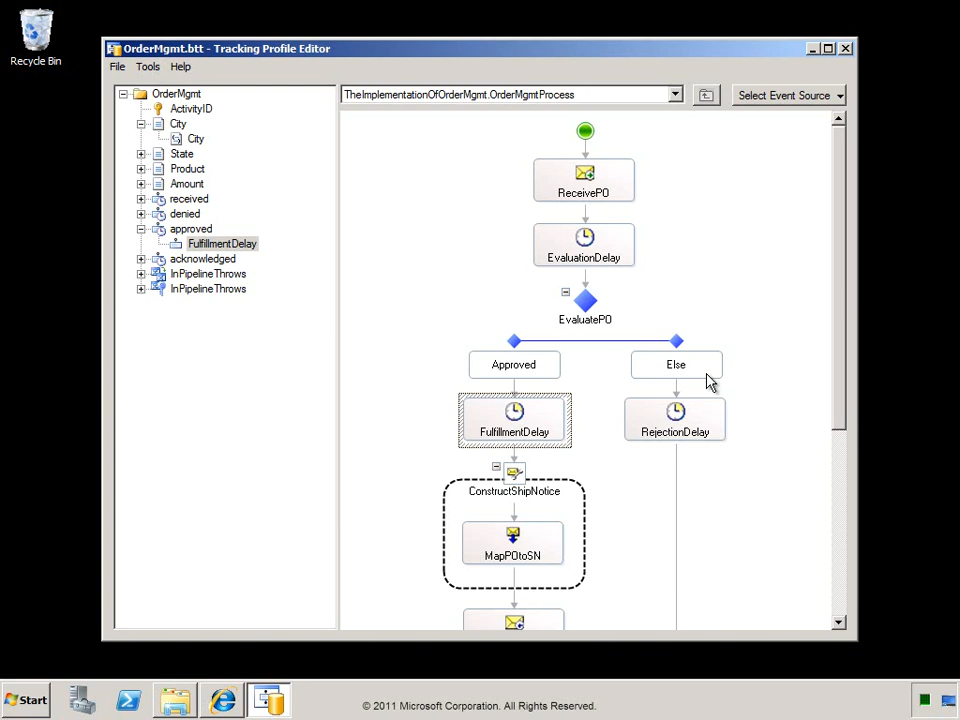 Recycle Bin
OrderMgmt.btt - Tracking Profile Editor
File Tools Help
OrderMgmt
ActivityID
City
City
State
Product
Amount
received
denied
approved
FulfillmentDelay
acknowledged
InPipelineThrows
InPipelineThrows
TheImplementationOfOrderMgmt.OrderMgmtProcess
Select Event Source
ReceivePO
EvaluationDelay
EvaluatePO
Approved
Else
FulfillmentDelay
RejectionDelay
ConstructShipNotice
MapPOtoSN
Start
© 2011 Microsoft Corporation. All Rights Reserved.